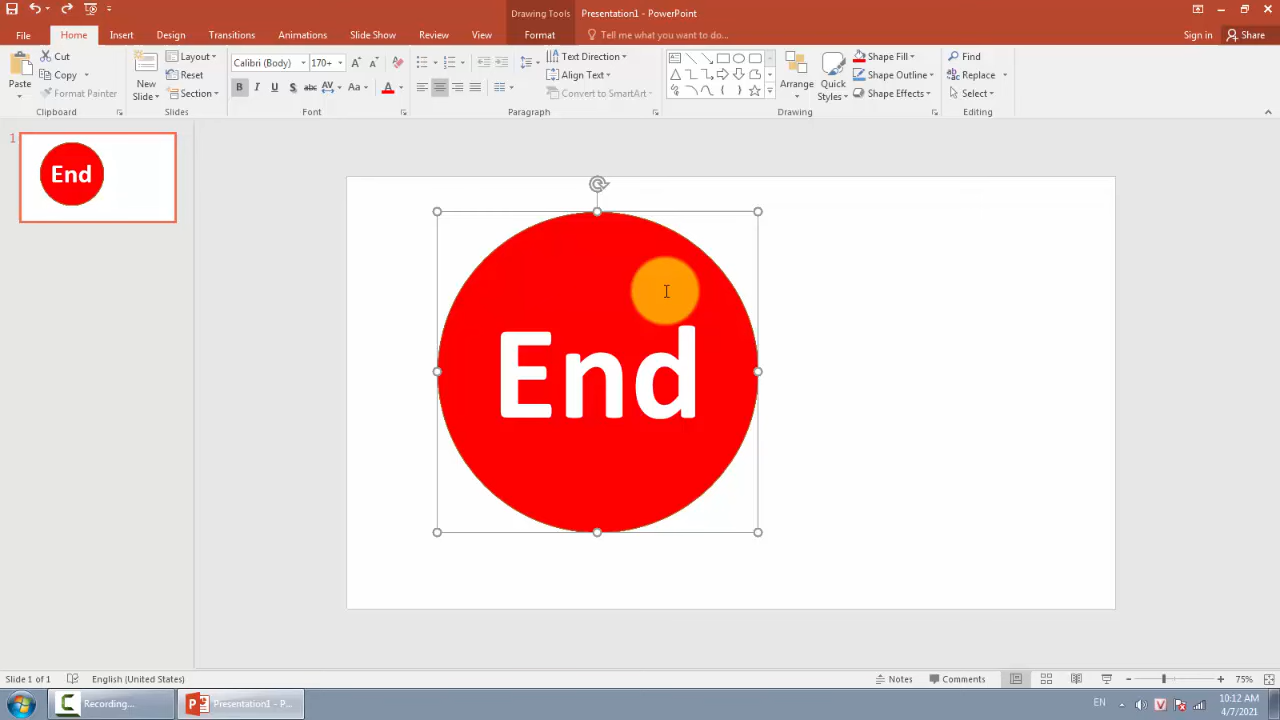 Drawing Tools
Presentation1 - PowerPoint
File
Home
Insert
Design
Transitions
Animations
Slide Show
Review
View
Format
Tell me what you want to do...
Sign in
Share
Paste
Cut
Copy
Format Painter
Clipboard
New Slide
Layout
Reset
Section
Slides
Calibri (Body)
170+
B I U S abc AV Aa A
Font
Text Direction
Align Text
Convert to SmartArt
Paragraph
Arrange
Quick Styles
Shape Fill
Shape Outline
Shape Effects
Drawing
Find
Replace
Select
Editing
1
End
End
Slide 1 of 1
English (United States)
Notes
Comments
75%
Recording...
Presentation1 - P...
EN
10:12 AM
4/7/2021